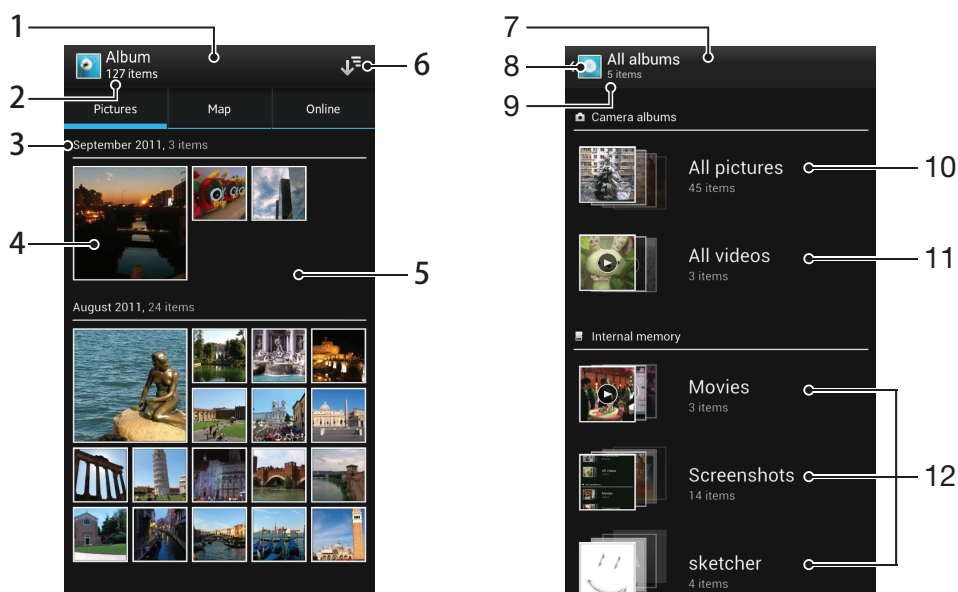 1
Album
127 items
6
2
Pictures
Map
Online
3
September 2011, 3 items
4
5
August 2011, 24 items
7
8
All albums
5 items
9
Camera albums
All pictures
45 items
10
All videos
3 items
11
Internal memory
Movies
3 items
Screenshots
14 items
12
sketcher
4 items